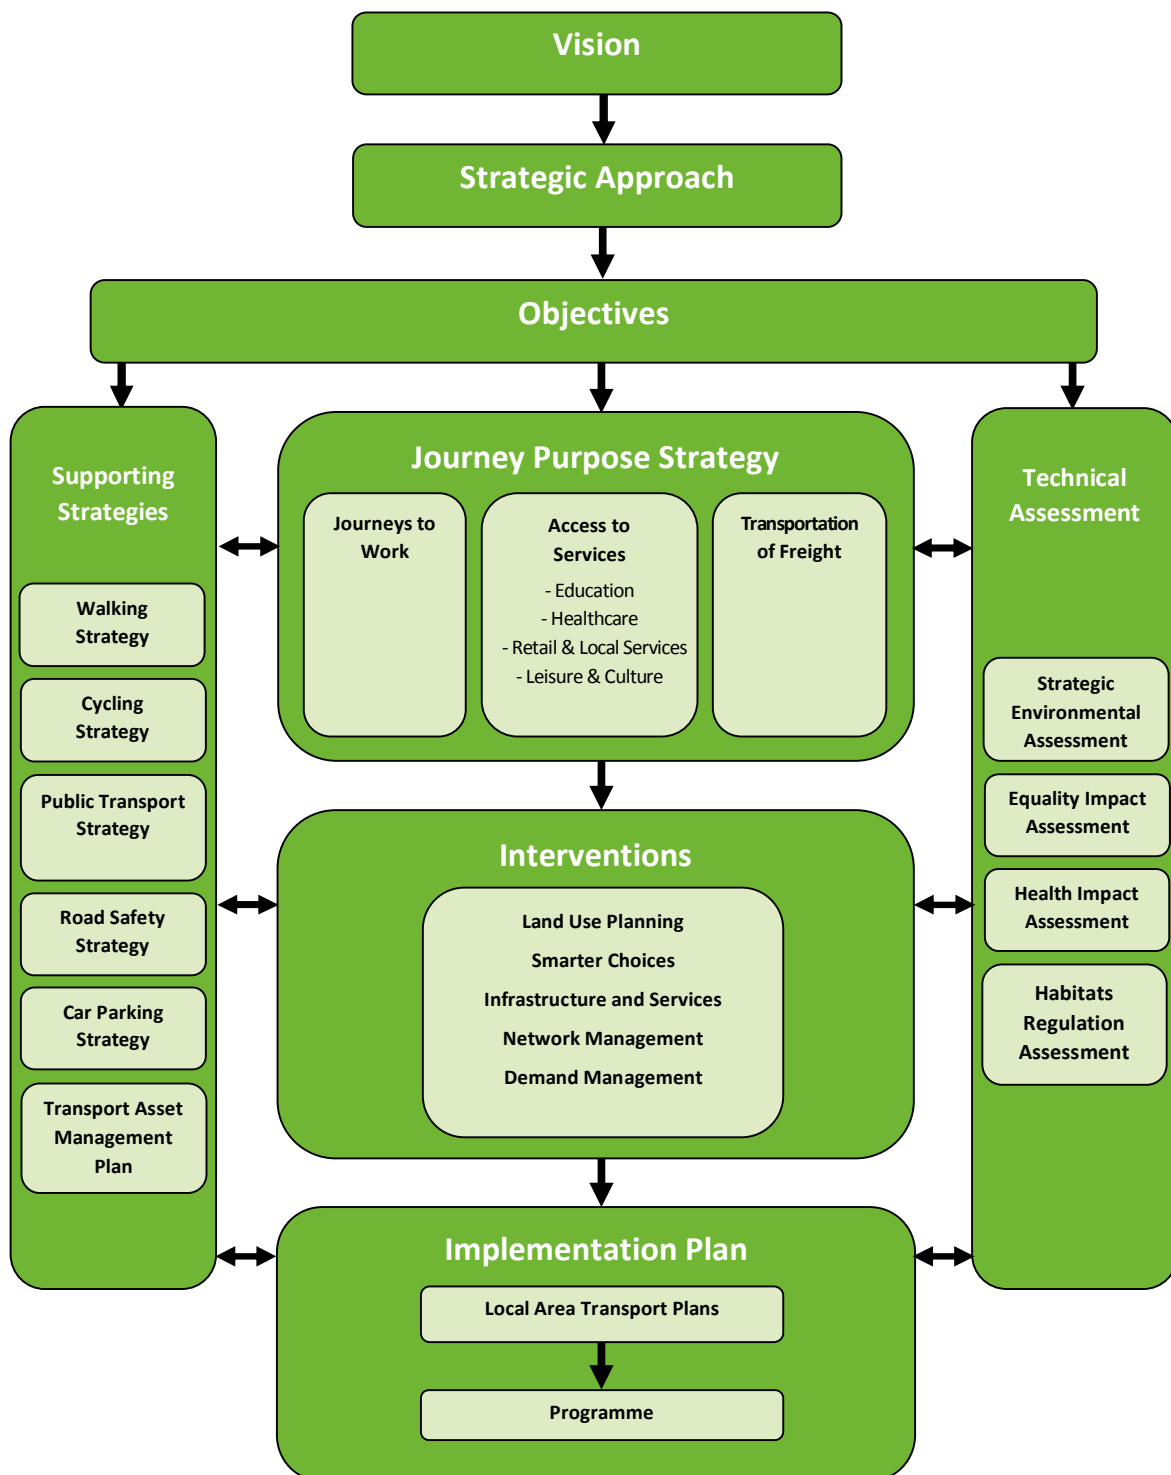 Vision
Strategic Approach
Objectives
Supporting
Strategies
Walking
Strategy
Cycling
Strategy
Public Transport
Strategy
Road Safety
Strategy
Car Parking
Strategy
Transport Asset
Management
Plan
Journey Purpose Strategy
Journeys to
Work
Access to
Services
- Education
- Healthcare
- Retail & Local Services
- Leisure & Culture
Transportation
of Freight
Interventions
Land Use Planning
Smarter Choices
Infrastructure and Services
Network Management
Demand Management
Implementation Plan
Local Area Transport Plans
Programme
Technical
Assessment
Strategic
Environmental
Assessment
Equality Impact
Assessment
Health Impact
Assessment
Habitats
Regulation
Assessment